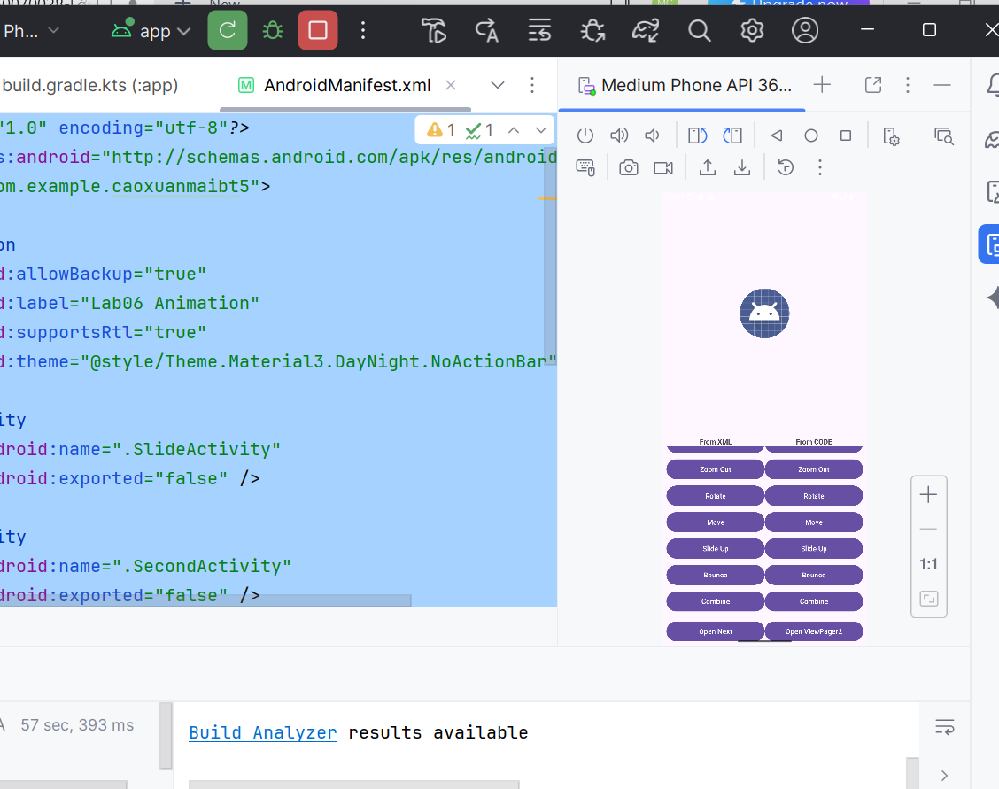 New
Upgrade now
Ph...
app
build.gradle.kts (:app)
AndroidManifest.xml
Medium Phone API 36...
"1.0" encoding="utf-8"?>
1 1
s:android="http://schemas.android.com/apk/res/android
om.example.caoxuanmaibt5">
on
d:allowBackup="true"
d:label="Lab06 Animation"
d:supportsRtl="true"
d:theme="@style/Theme.Material3.DayNight.NoActionBar"
ity
droid:name=".SlideActivity"
droid:exported="false" />
ity
droid:name=".SecondActivity"
droid:exported="false" />
From XML From CODE
Zoom Out Zoom Out
Rotate Rotate
Move Move
Slide Up Slide Up
Bounce Bounce
Combine Combine
Open Next Open ViewPager2
1:1
57 sec, 393 ms
Build Analyzer results available